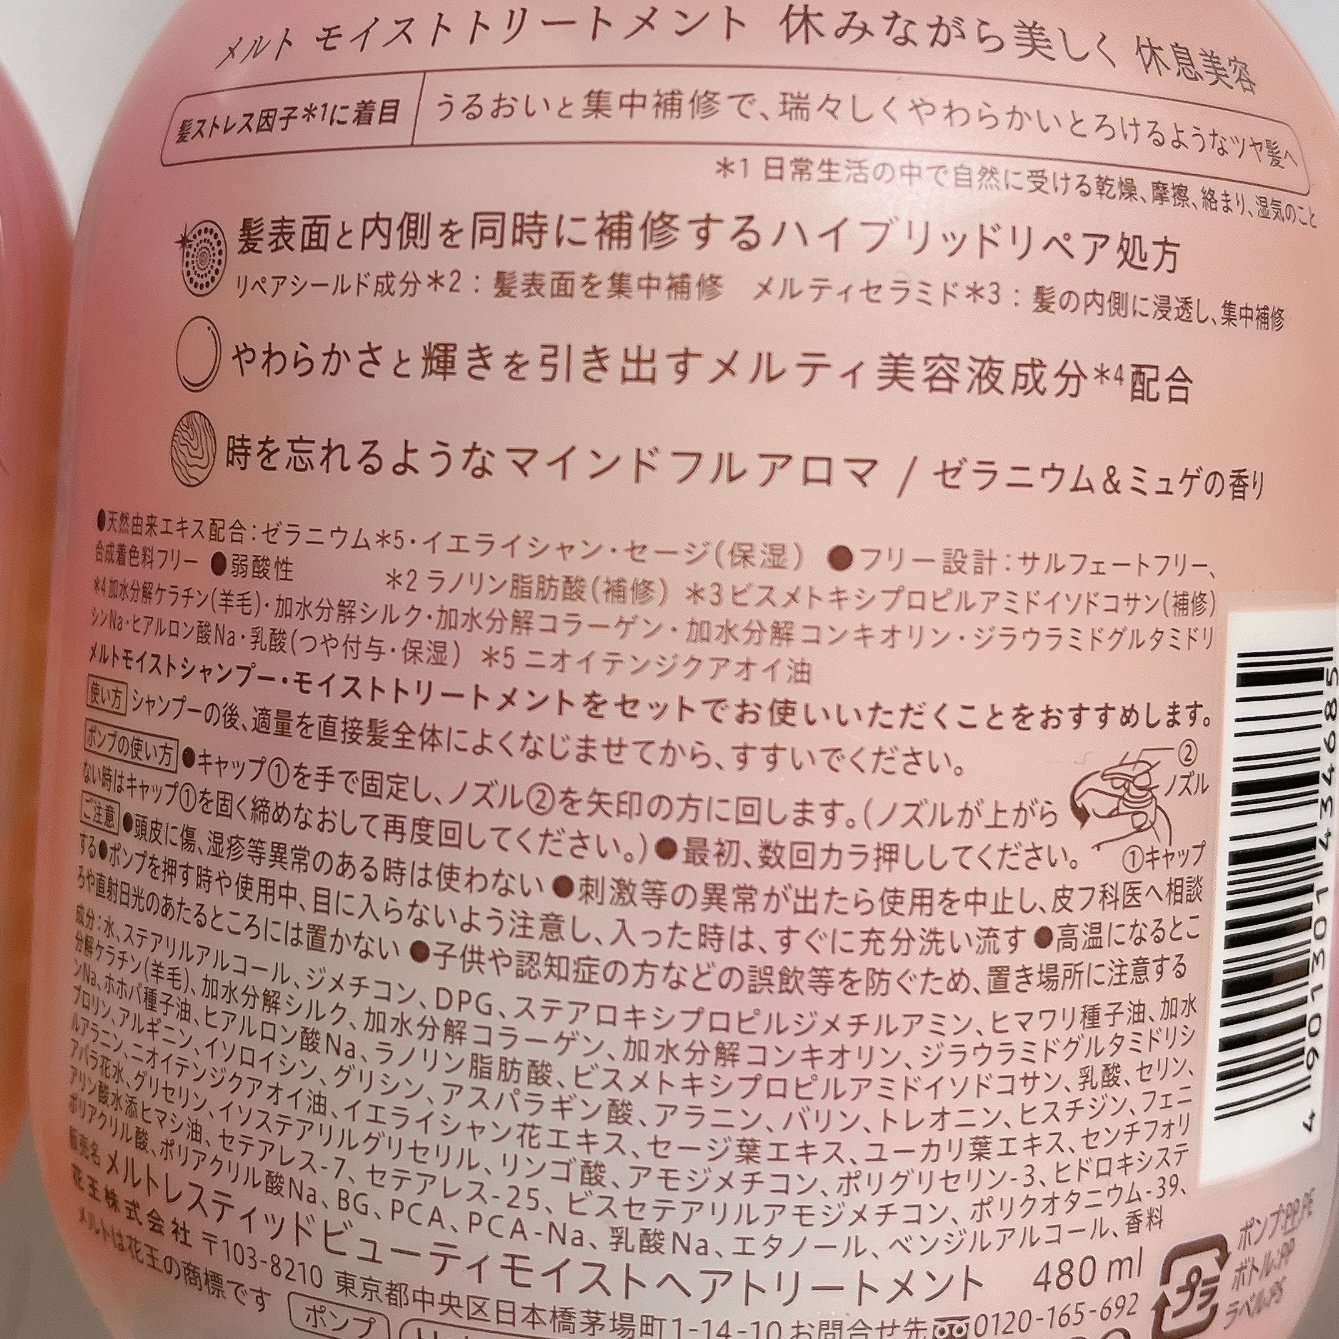 メルト モイストトリートメント 休みながら美しく 休息美容
髪ストレス因子*1に着目 うるおいと集中補修で、瑞々しくやわらかいとろけるようなツヤ髪へ
*1 日常生活の中で自然に受ける乾燥、摩擦、絡まり、湿気のこと
髪表面と内側を同時に補修するハイブリッドリペア処方
リペアシールド成分*2：髪表面を集中補修 メルティセラミド*3：髪の内側に浸透し、集中補修
やわらかさと輝きを引き出すメルティ美容液成分*4配合
時を忘れるようなマインドフルアロマ / ゼラニウム&ミュゲの香り
●天然由来エキス配合：ゼラニウム*5・イエライシャン・セージ(保湿) ●フリー設計：サルフェートフリー、
合成着色料フリー ●弱酸性 *2 ラノリン脂肪酸(補修) *3 ビスメトキシプロピルアミドイソドコサン(補修)
*4 加水分解ケラチン(羊毛)・加水分解シルク・加水分解コラーゲン・加水分解コンキオリン・ジラウラミドグルタミドリ
シンNa・ヒアルロン酸Na・乳酸(つや付与・保湿) *5 ニオイテンジクアオイ油
メルトモイストシャンプー・モイストトリートメントをセットでお使いいただくことをおすすめします。
使い方 シャンプーの後、適量を直接髪全体によくなじませてから、すすいでください。
ポンプの使い方 ●キャップ①を手で固定し、ノズル②を矢印の方に回します。(ノズルが上がら
ない時はキャップ①を固く締めなおして再度回してください。) ●最初、数回カラ押ししてください。
②
ノズル
①キャップ
ご注意 ●頭皮に傷、湿疹等異常のある時は使わない ●刺激等の異常が出たら使用を中止し、皮フ科医へ相談
する ●ポンプを押す時や使用中、目に入らないよう注意し、入った時は、すぐに充分洗い流す ●高温になるとこ
ろや直射日光のあたるところには置かない ●子供や認知症の方などの誤飲等を防ぐため、置き場所に注意する
成分：水、ステアリルアルコール、ジメチコン、DPG、ステアロキシプロピルジメチルアミン、ヒマワリ種子油、加水
分解ケラチン(羊毛)、加水分解シルク、加水分解コラーゲン、加水分解コンキオリン、ジラウラミドグルタミドリシ
ンNa、ホホバ種子油、ヒアルロン酸Na、ラノリン脂肪酸、ビスメトキシプロピルアミドイソドコサン、乳酸、セリン、
プロリン、アルギニン、イソロイシン、グリシン、アスパラギン酸、アラニン、バリン、トレオニン、ヒスチジン、フェニ
ルアラニン、ニオイテンジクアオイ油、イエライシャン花エキス、セージ葉エキス、ユーカリ葉エキス、センチフォリ
アバラ花水、グリセリン、イソステアリルグリセリル、リンゴ酸、アモジメチコン、ポリグリセリン-3、ヒドロキシステ
アリン酸水添ヒマシ油、セテアレス-7、セテアレス-25、ビスセテアリルアモジメチコン、ポリクオタニウム-39、
ポリアクリル酸、ポリアクリル酸Na、BG、PCA、PCA-Na、乳酸Na、エタノール、ベンジルアルコール、香料
販売名 メルトレスティッドビューティモイストヘアトリートメント 480 ml
花王株式会社 〒103-8210 東京都中央区日本橋茅場町1-14-10 お問合せ先 0120-165-692
メルトは花王の商標です ポンプ
プラ
ポンプ:PP,PE
ボトル:PP
ラベル:PS
4 901301 434685